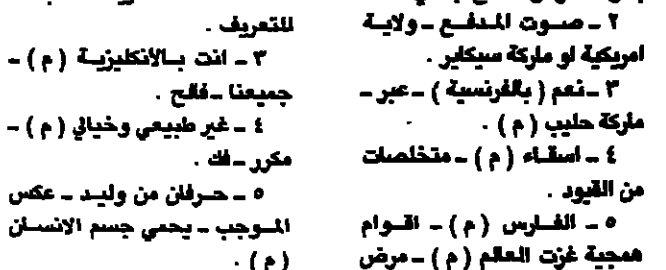 ٢ ـ صوت المدفع ـ ولاية
امريكية لو ماركة سيكاير .
٣ ـ نعم ( بالفرنسية ) ـ عبر ـ
ماركة حليب ( م ) .
٤ ـ اسقاء ( م ) ـ متخلصات
من القيود .
٥ ـ الفارس ( م ) ـ اقوام
همجية غزت العالم ( م ) ـ مرض
للتعريف .
٣ ـ انت بالأنكليزية ( م ) ـ
جميعنا ـ فالح .
٤ ـ غير طبيعي وخيالي ( م ) ـ
مكرر ـ فك .
٥ ـ حرفان من وليد ـ عكس
الموجب ـ يحمي جسم الانسان
( م ) .